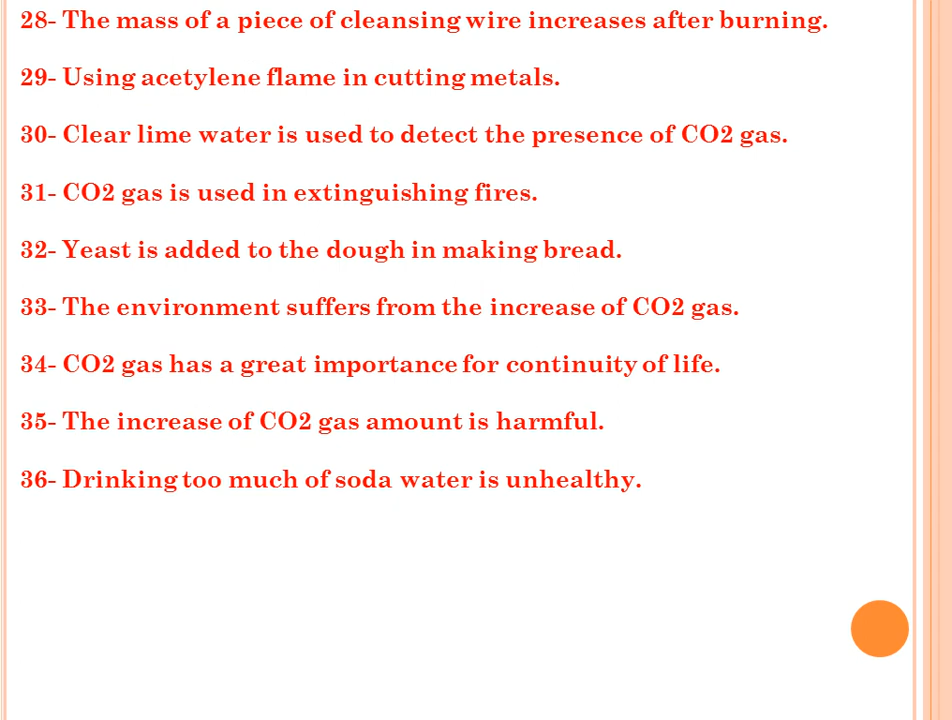 28- The mass of a piece of cleansing wire increases after burning.
29- Using acetylene flame in cutting metals.
30- Clear lime water is used to detect the presence of CO2 gas.
31- CO2 gas is used in extinguishing fires.
32- Yeast is added to the dough in making bread.
33- The environment suffers from the increase of CO2 gas.
34- CO2 gas has a great importance for continuity of life.
35- The increase of CO2 gas amount is harmful.
36- Drinking too much of soda water is unhealthy.